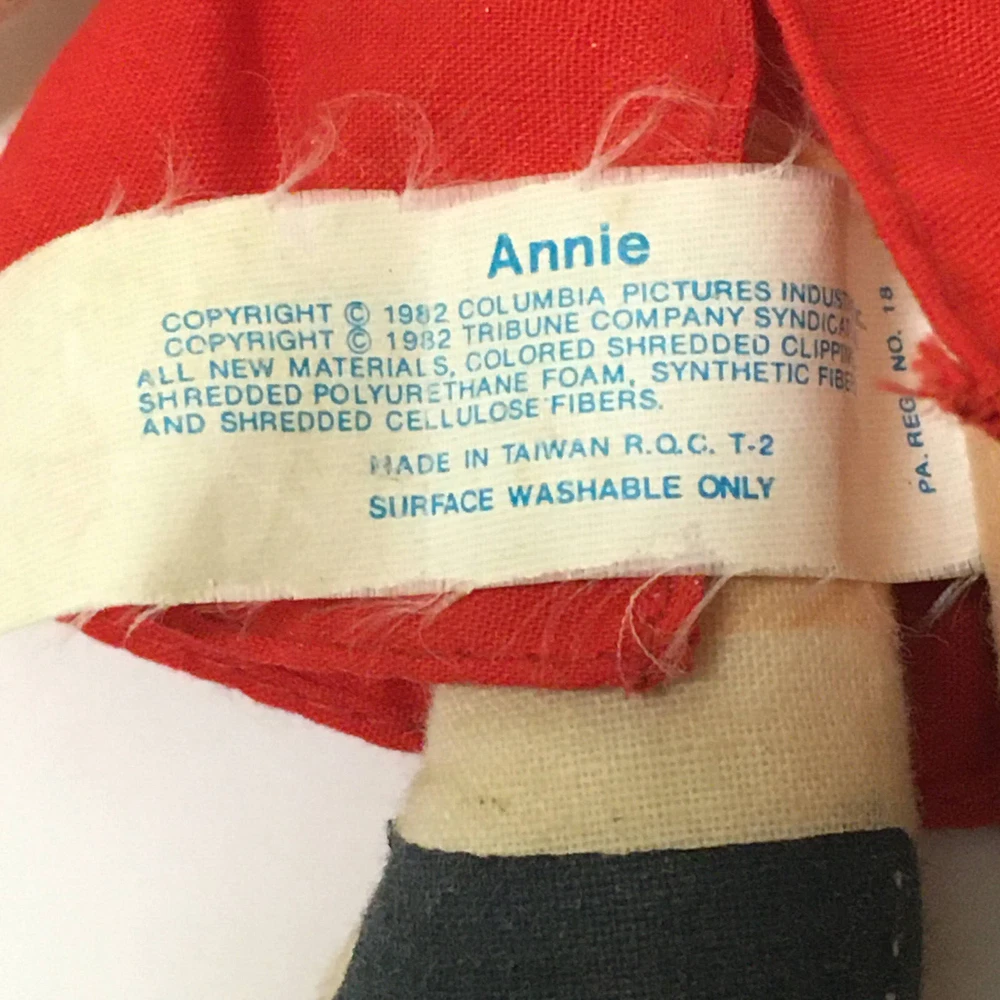 Annie
COPYRIGHT © 1982 COLUMBIA PICTURES
COPYRIGHT © 1982 TRIBUNE COMPANY
ALL NEW MATERIALS, COLORED SHREDDED
SHREDDED POLYURETHANE FOAM, SYNTHETIC
AND SHREDDED CELLULOSE FIBERS.
MADE IN TAIWAN R.O.C. T-2
SURFACE WASHABLE ONLY
PA. REG. NO. 18